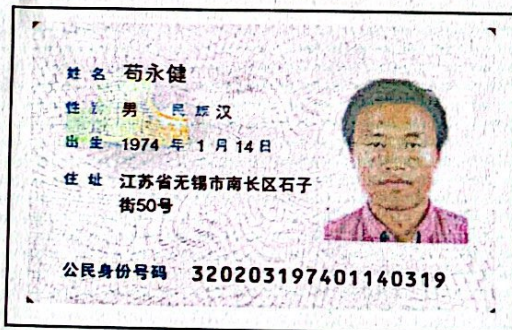 姓名 苟永健
性别 男 民族 汉
出生 1974 年 1 月 14 日
住址 江苏省无锡市南长区石子
街50号
公民身份号码 320203197401140319